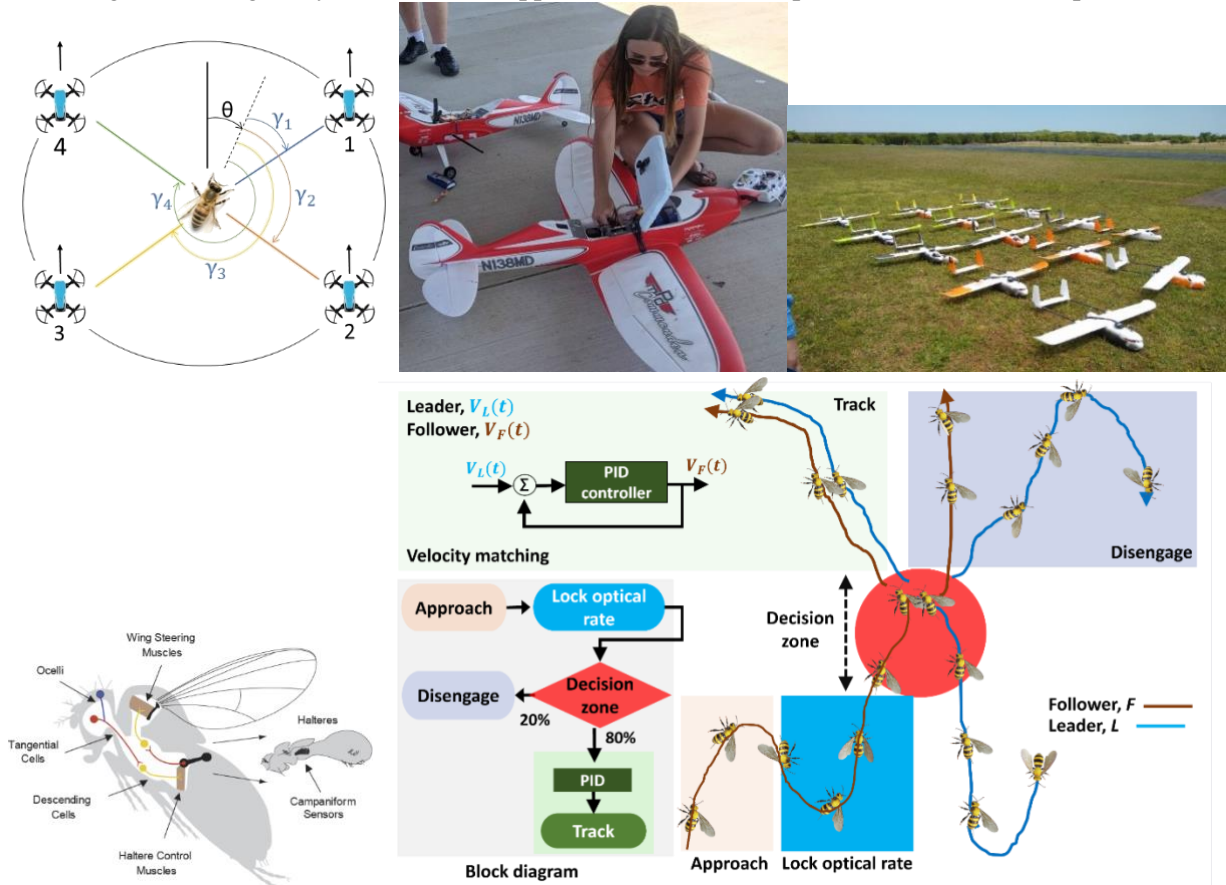 θ
γ1
γ2
γ3
γ4
4
1
3
2
N138MD
N138MD
Leader, VL(t)
Follower, VF(t)
VL(t)
Σ
PID
controller
VF(t)
Velocity matching
Track
Disengage
Approach
Lock optical
rate
Decision
zone
Disengage
20%
80%
PID
Track
Block diagram
Decision
zone
Follower, F
Leader, L
Approach
Lock optical rate
Wing Steering
Muscles
Ocelli
Halteres
Tangential
Cells
Descending
Cells
Campaniform
Sensors
Haltere Control
Muscles